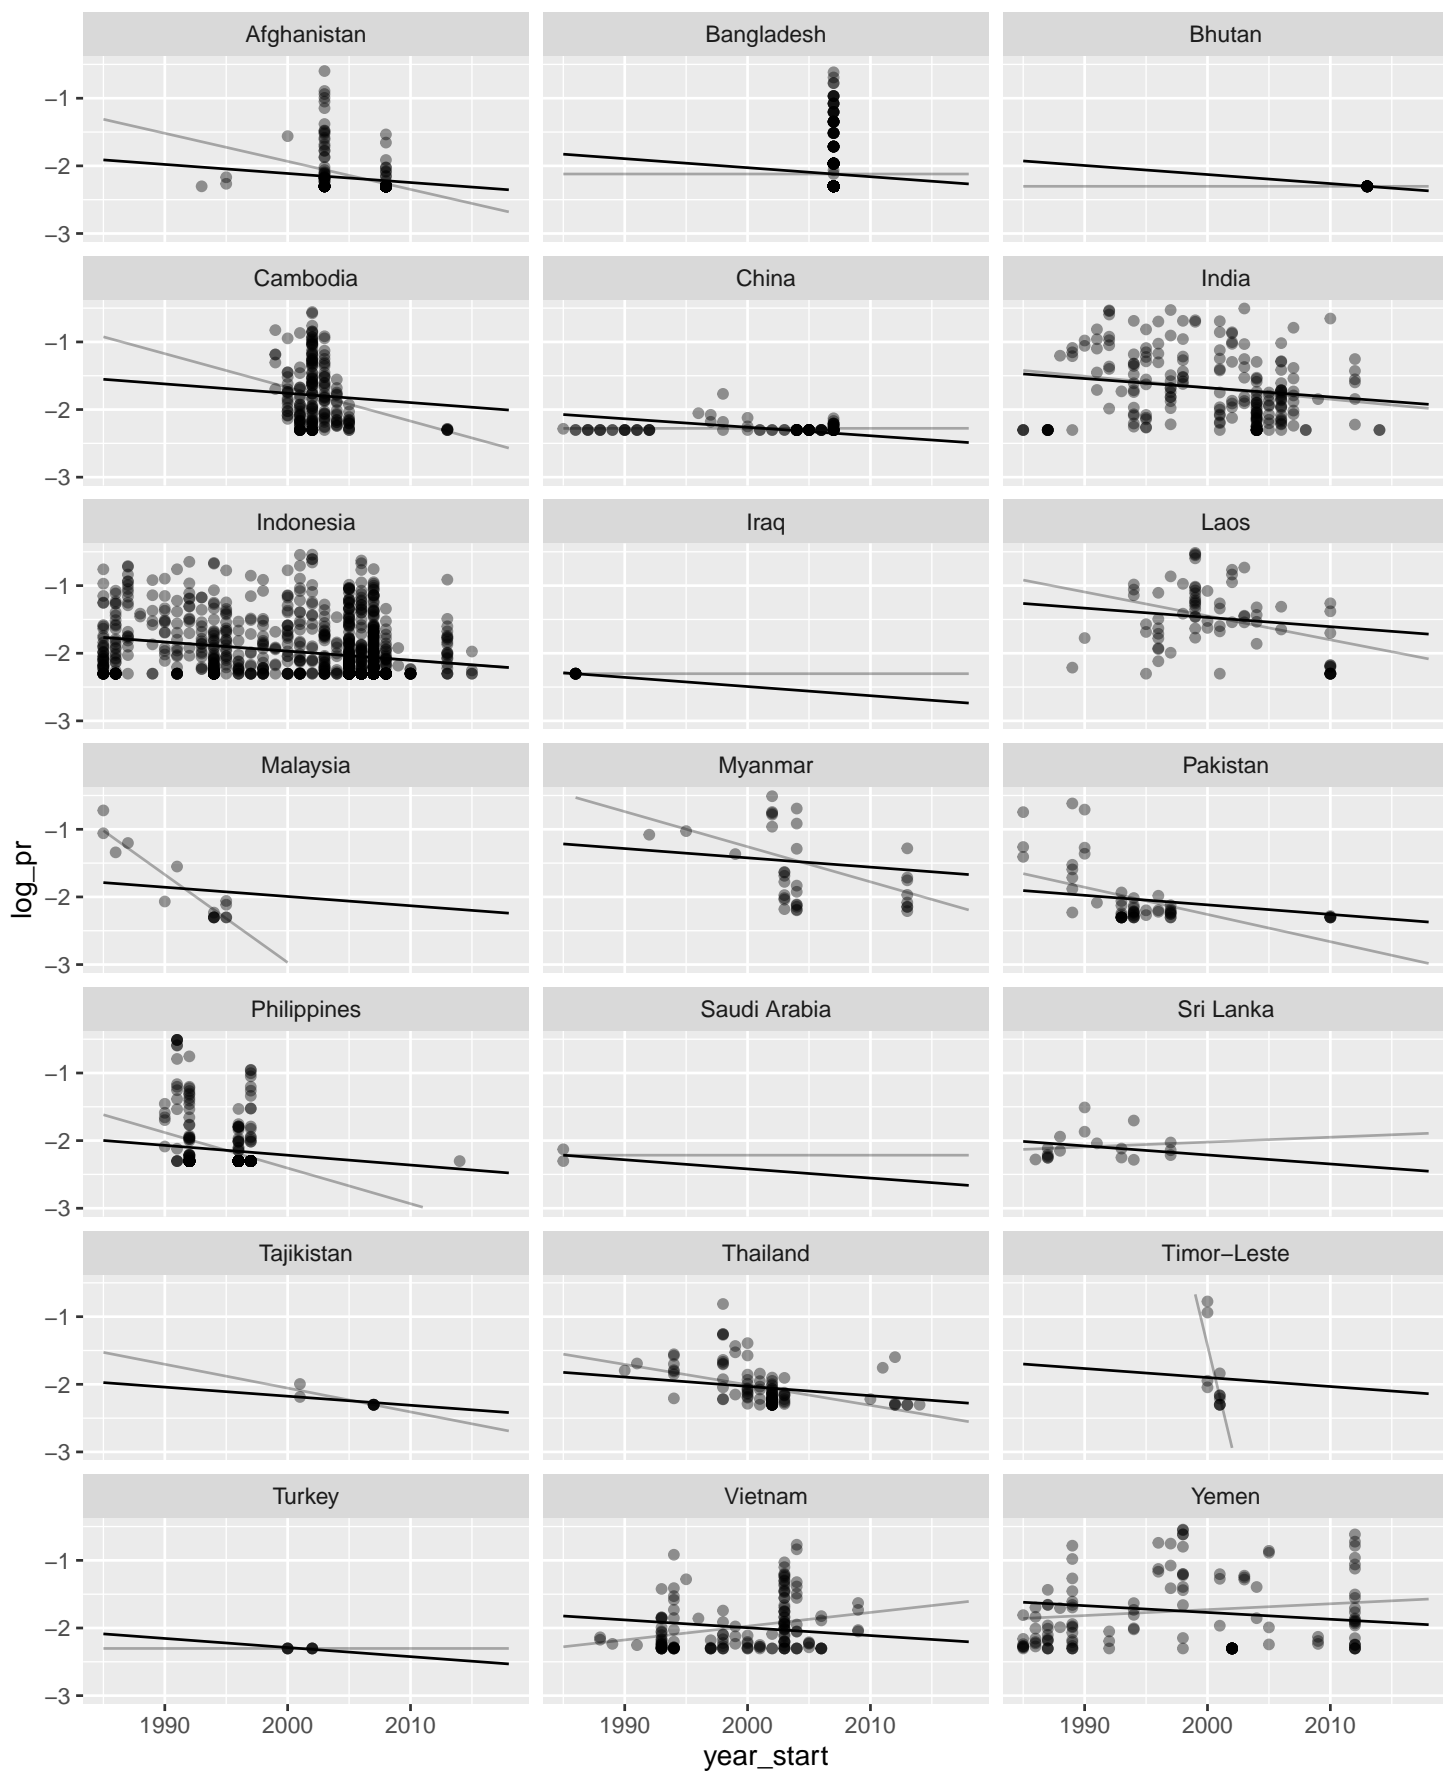 Afghanistan
Bangladesh
Bhutan
−1
−2
−3
Cambodia
China
India
−1
−2
−3
Indonesia
Iraq
Laos
−1
−2
−3
Malaysia
Myanmar
Pakistan
−1
−2
−3
log_pr
Philippines
Saudi Arabia
Sri Lanka
−1
−2
−3
Tajikistan
Thailand
Timor−Leste
−1
−2
−3
Turkey
Vietnam
Yemen
−1
−2
−3
1990 2000 2010
1990 2000 2010
1990 2000 2010
year_start